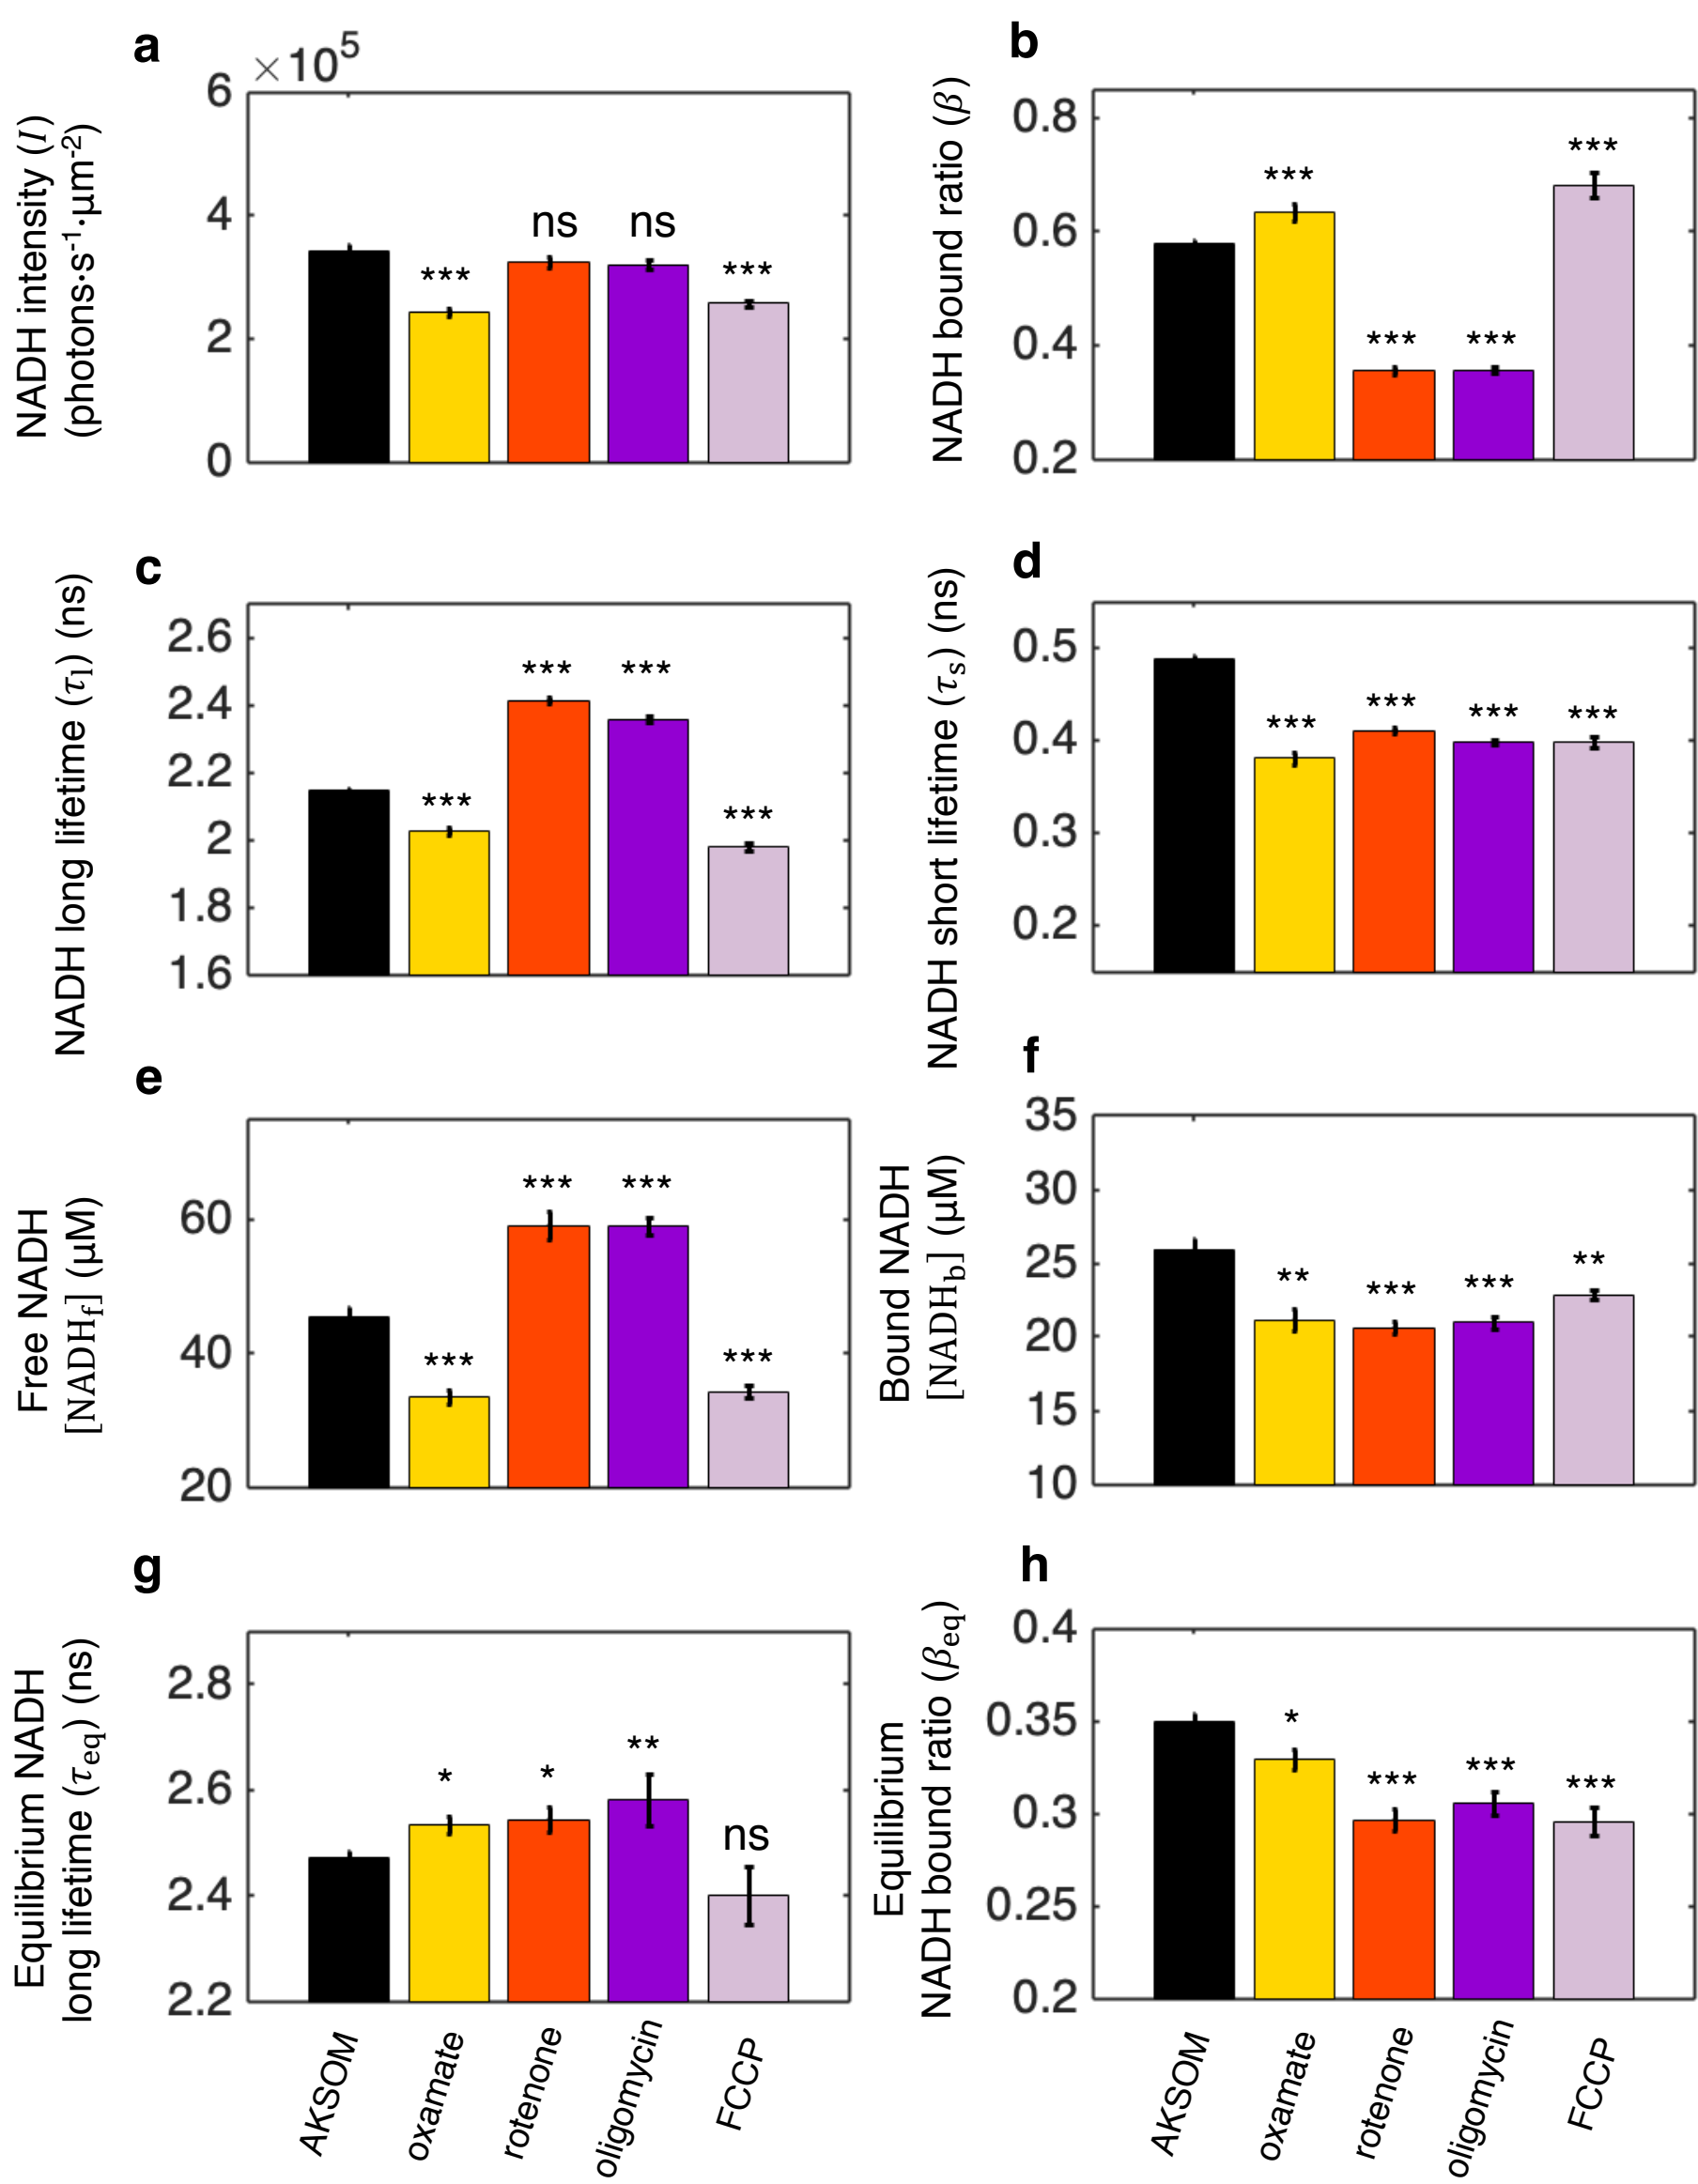 a
×10⁵
NADH intensity (I)
(photons·s⁻¹·µm⁻²)
6
4
2
0
***
ns
ns
***
b
NADH bound ratio (β)
0.8
0.6
0.4
0.2
***
***
***
***
c
NADH long lifetime (τₗ) (ns)
2.6
2.4
2.2
2
1.8
1.6
***
***
***
***
d
NADH short lifetime (τₛ) (ns)
0.5
0.4
0.3
0.2
***
***
***
***
e
Free NADH
[NADH_f] (µM)
60
40
20
***
***
***
***
f
Bound NADH
[NADH_b] (µM)
35
30
25
20
15
10
**
***
***
**
g
Equilibrium NADH
long lifetime (τ_eq) (ns)
2.8
2.6
2.4
2.2
*
*
**
ns
AKSOM
oxamate
rotenone
oligomycin
FCCP
h
Equilibrium
NADH bound ratio (β_eq)
0.4
0.35
0.3
0.25
0.2
*
***
***
***
AKSOM
oxamate
rotenone
oligomycin
FCCP